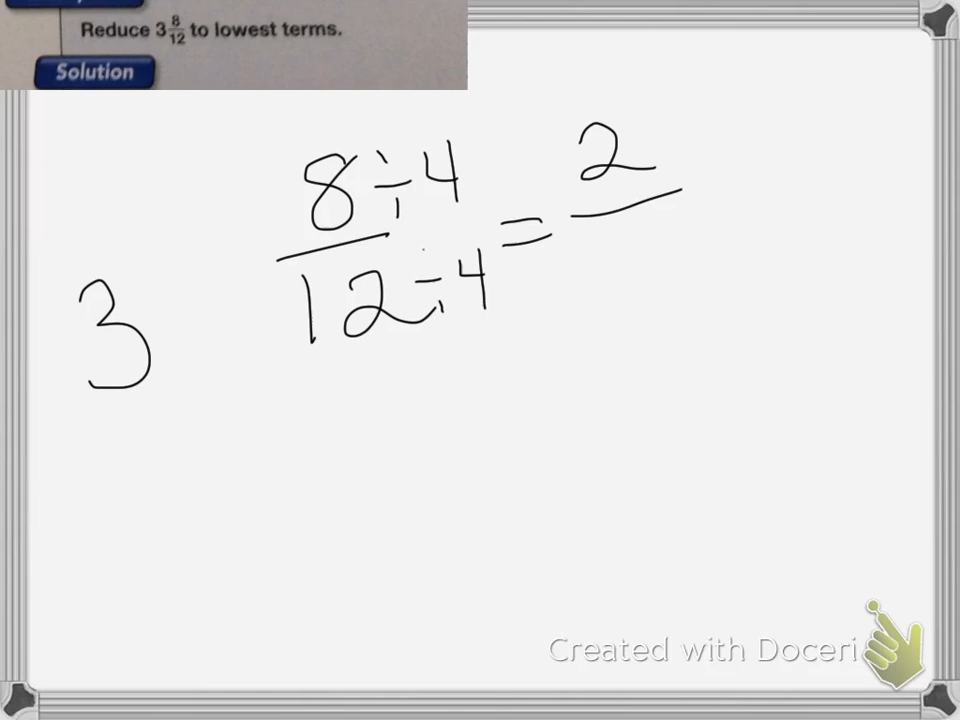 Reduce 3 8/12 to lowest terms.
Solution
3 8÷4/12÷4 = 2/
Created with Doceri